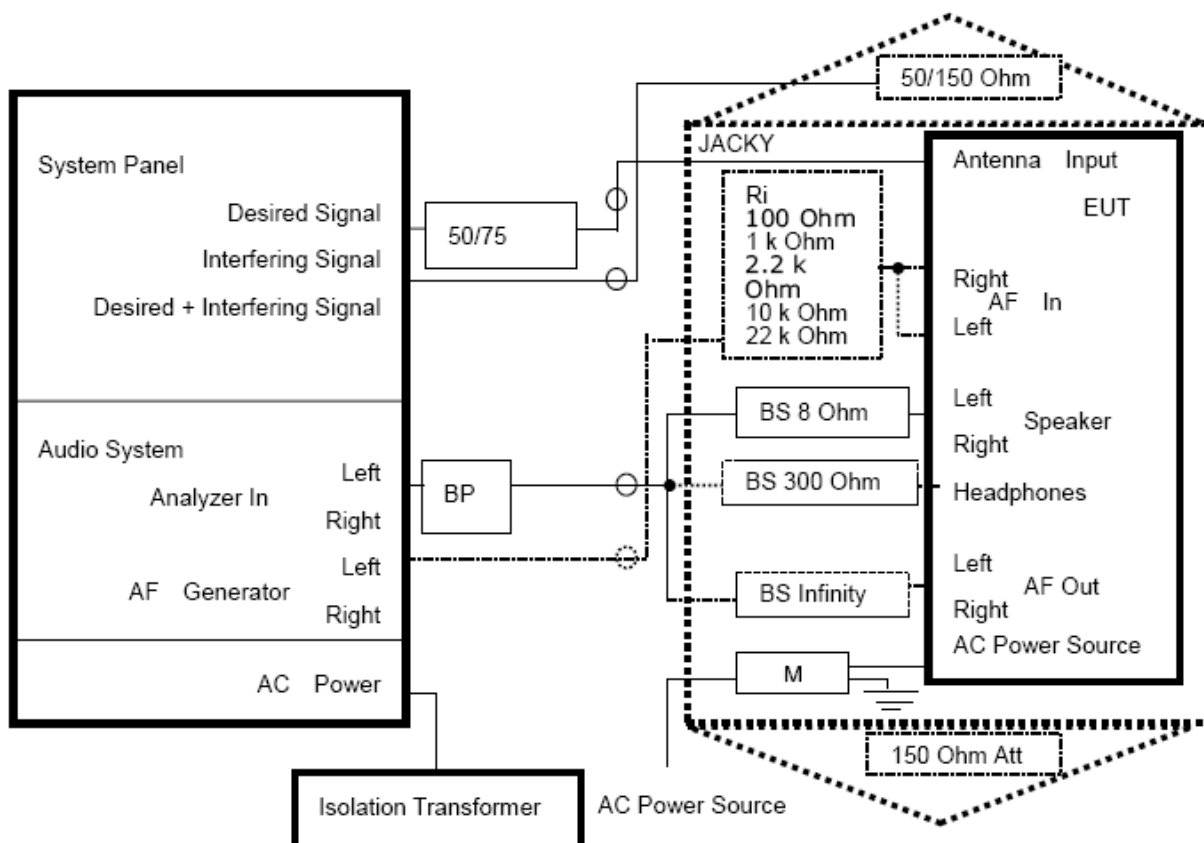 50/150 Ohm
System Panel
Desired Signal
Interfering Signal
Desired + Interfering Signal
50/75
JACKY
Antenna Input
EUT
Ri
100 Ohm
1 k Ohm
2.2 k
Ohm
10 k Ohm
22 k Ohm
Right
AF In
Left
Audio System
Left
Analyzer In
Right
Left
AF Generator
Right
BP
BS 8 Ohm
Left
Speaker
Right
BS 300 Ohm
Headphones
BS Infinity
Left
AF Out
Right
AC Power Source
M
AC Power
150 Ohm Att
Isolation Transformer
AC Power Source